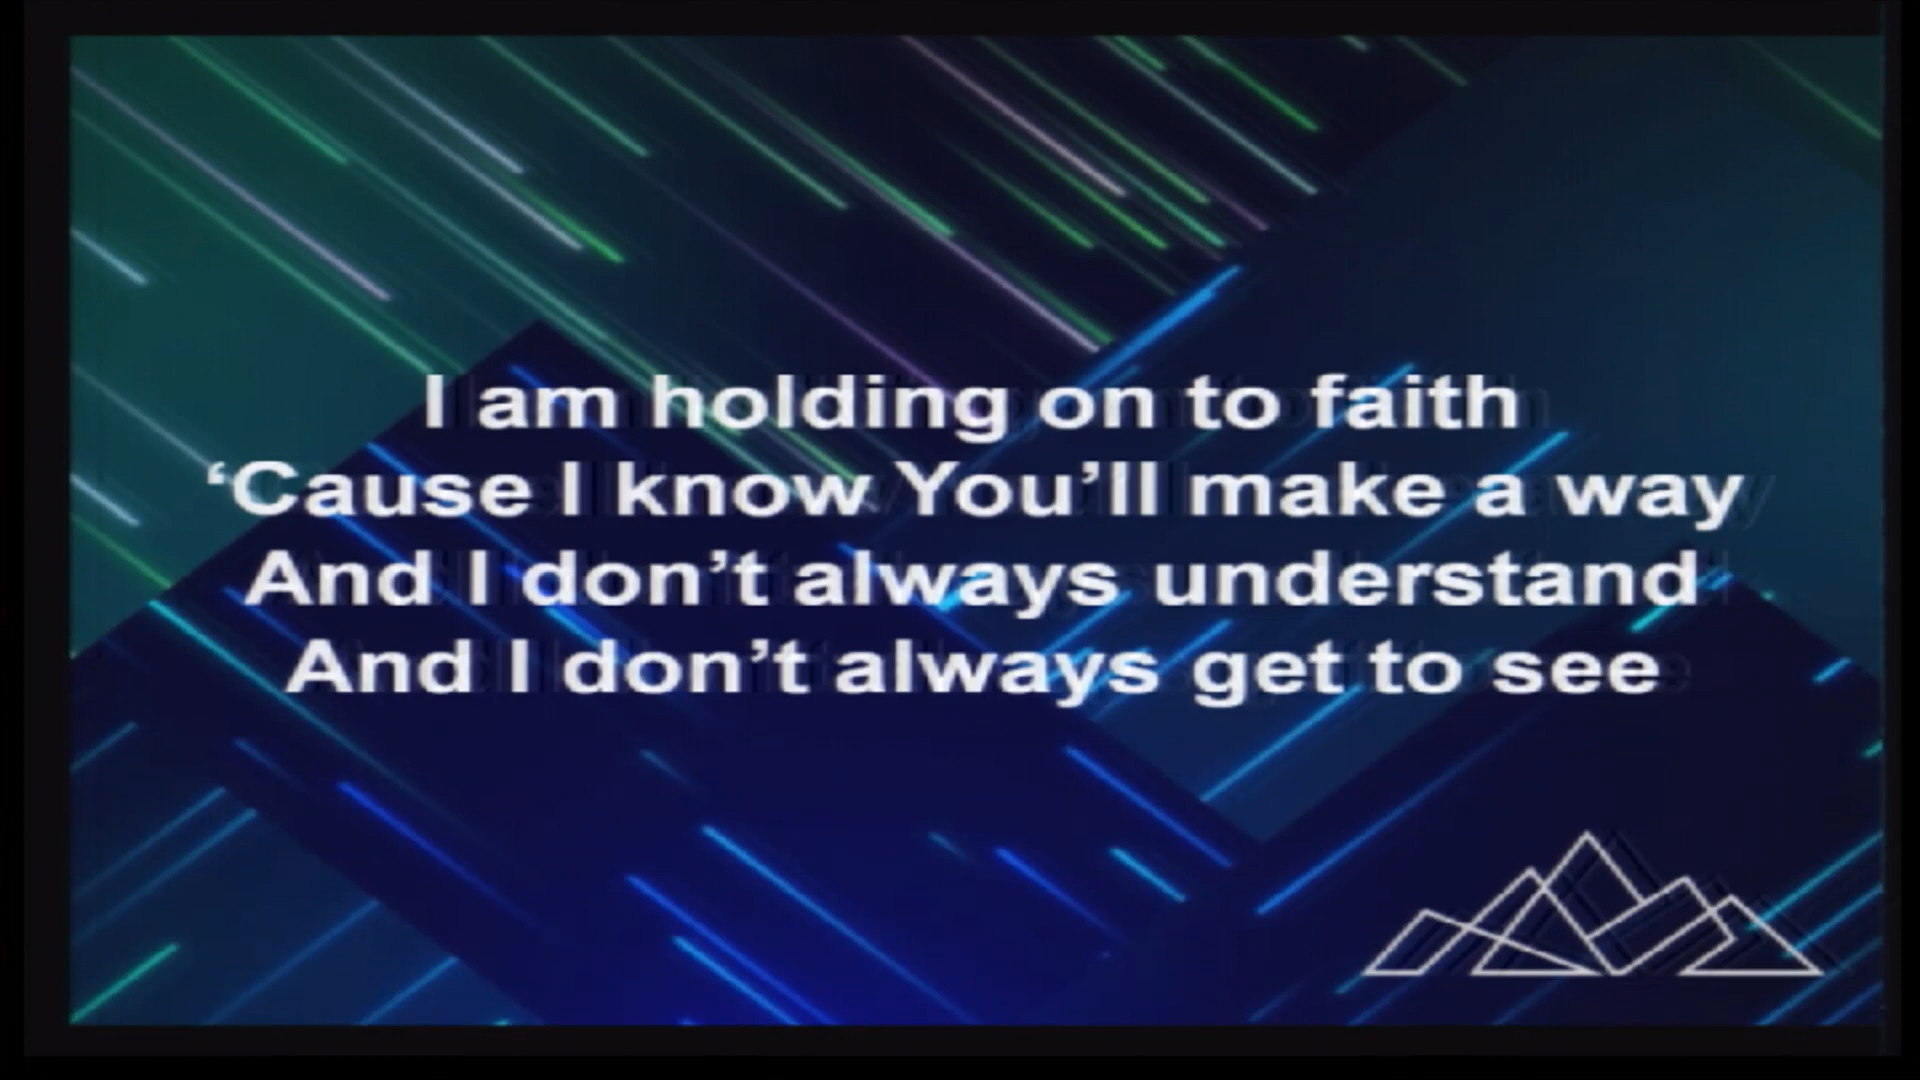 I am holding on to faith
‘Cause I know You’ll make a way
And I don’t always understand
And I don’t always get to see